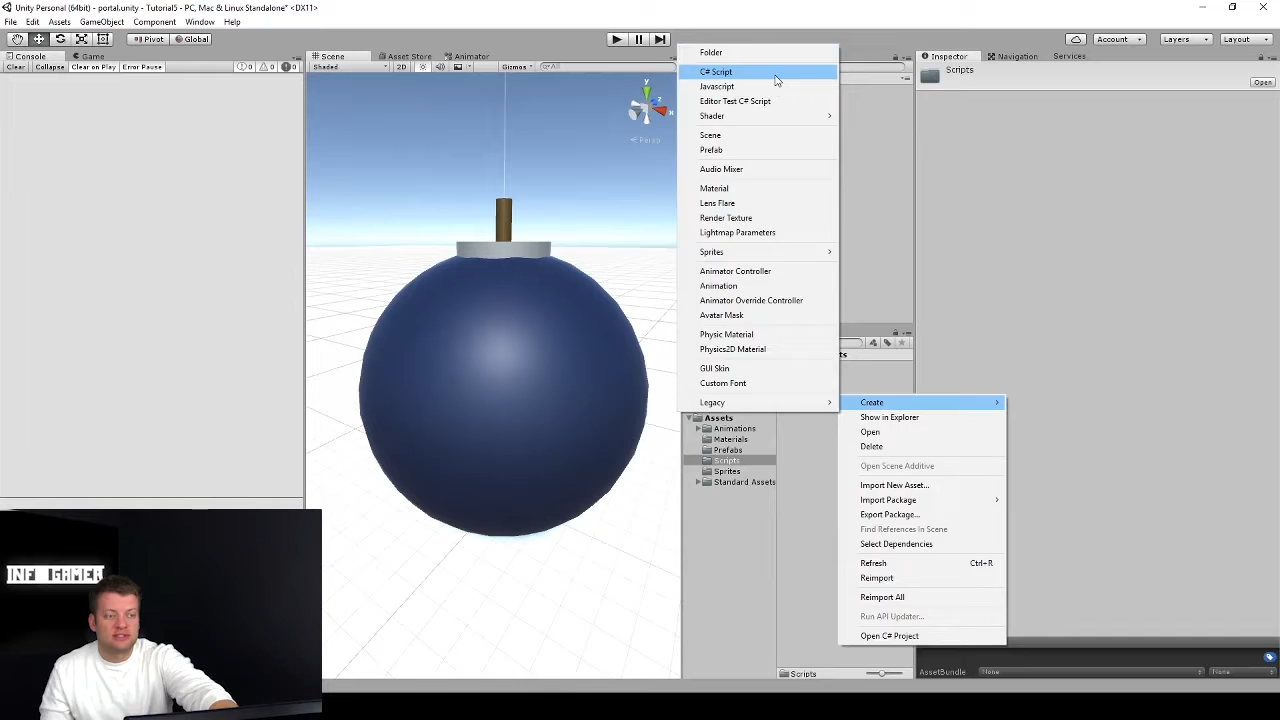 Unity Personal (64bit) - portal.unity - Tutorial5 - PC, Mac & Linux Standalone* <DX11>
File Edit Assets GameObject Component Window Help
Pivot Global Account Layers Layout
Console Game
Clear Collapse Clear on Play Error Pause 0 0 0
Scene Asset Store Animator
Shaded 2D Gizmos All
y
z
x
Persp
Folder
C# Script
Javascript
Editor Test C# Script
Shader
Scene
Prefab
Audio Mixer
Material
Lens Flare
Render Texture
Lightmap Parameters
Sprites
Animator Controller
Animation
Animator Override Controller
Avatar Mask
Physic Material
Physics2D Material
GUI Skin
Custom Font
Legacy
Inspector Navigation Services
Scripts
Open
Assets
Animations
Materials
Prefabs
Scripts
Sprites
Standard Assets
Create
Show in Explorer
Open
Delete
Open Scene Additive
Import New Asset...
Import Package
Export Package...
Find References In Scene
Select Dependencies
Refresh Ctrl+R
Reimport
Reimport All
Run API Updater...
Open C# Project
Scripts
AssetBundle None None
INF GAMER